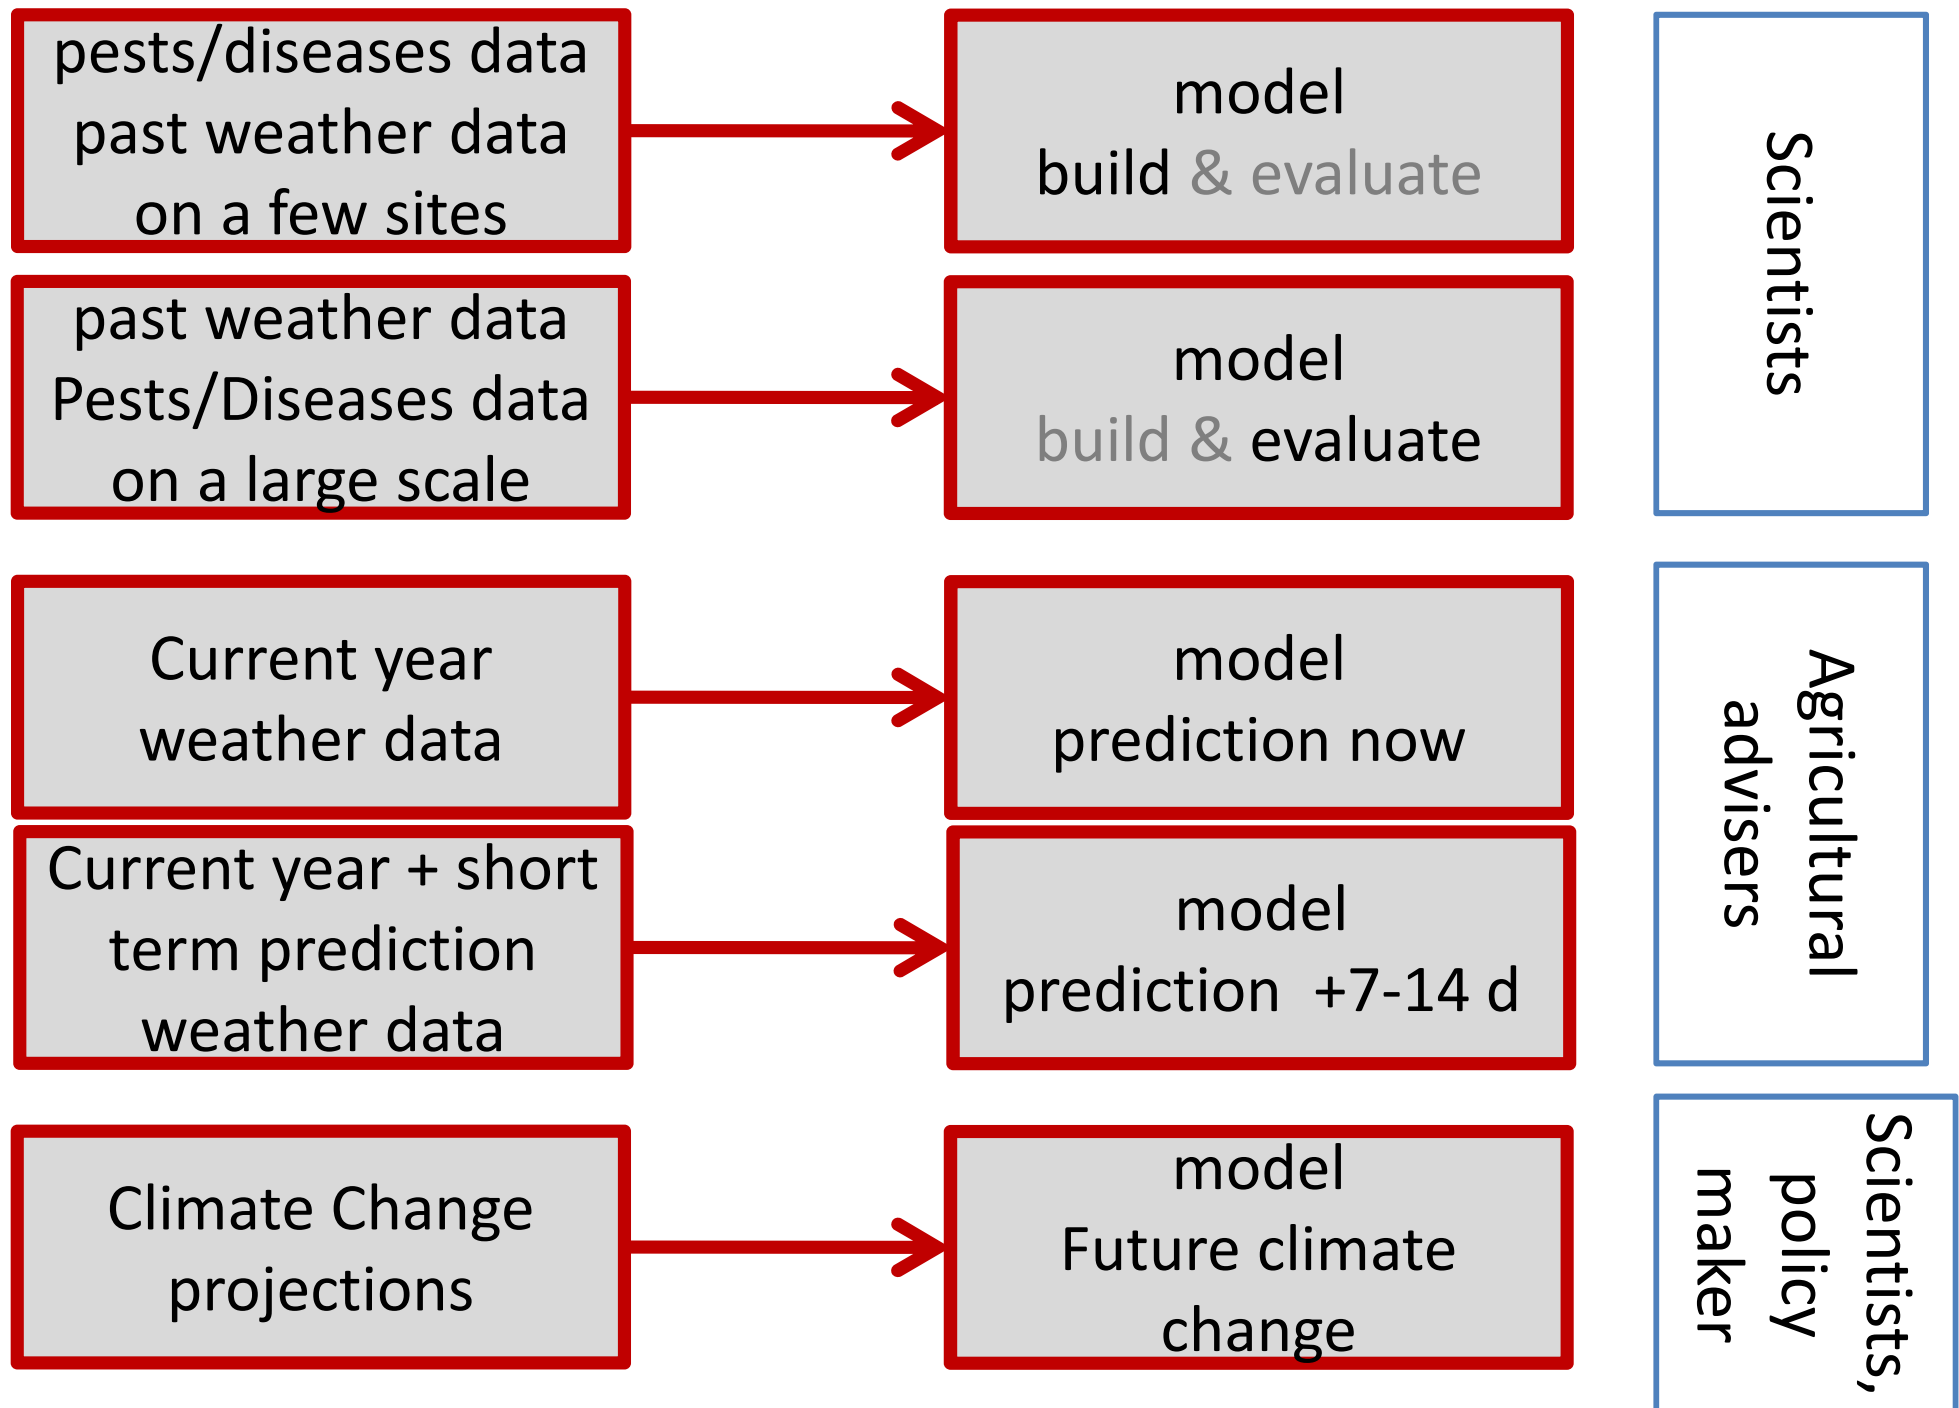 pests/diseases data
past weather data
on a few sites
model
build & evaluate
Scientists
past weather data
Pests/Diseases data
on a large scale
model
build & evaluate
Current year
weather data
model
prediction now
Agricultural
advisers
Current year + short
term prediction
weather data
model
prediction  +7-14 d
Climate Change
projections
model
Future climate
change
Scientists,
policy
maker